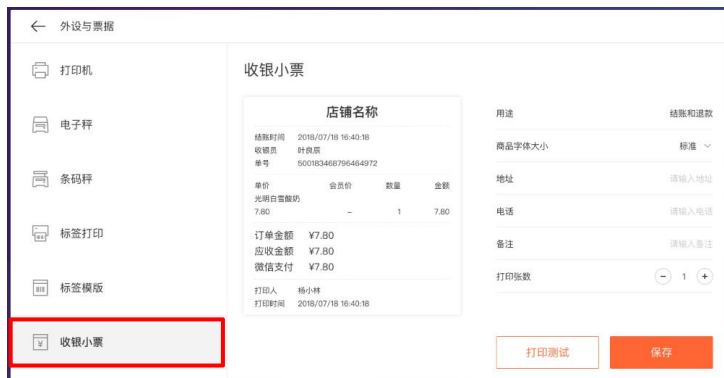 外设与票据
打印机
电子秤
条码秤
标签打印
标签模版
收银小票
收银小票
店铺名称
结账时间 2018/07/18 16:40:18
收银员 叶良辰
单号 500183468796464972
单价 会员价 数量 金额
光明白雪酸奶
7.80 – 1 7.80
订单金额 ¥7.80
应收金额 ¥7.80
微信支付 ¥7.80
打印人 杨小林
打印时间 2018/07/18 16:40:18
用途 结账和退款
商品字体大小 标准
地址 请输入地址
电话 请输入电话
备注 请输入备注
打印张数 − 1 +
打印测试 保存